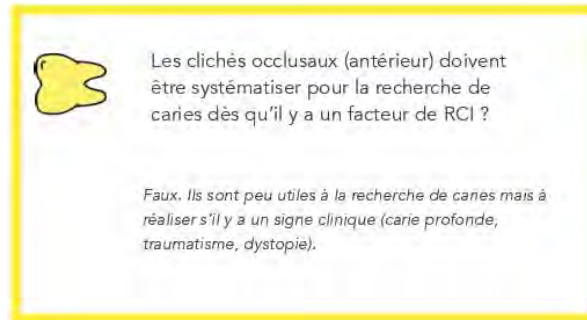 Les clichés occlusaux (antérieur) doivent
être systématiser pour la recherche de
caries dès qu'il y a un facteur de RCI ?
Faux. Ils sont peu utiles à la recherche de caries mais à
réaliser s'il y a un signe clinique (carie profonde,
traumatisme, dystopie).